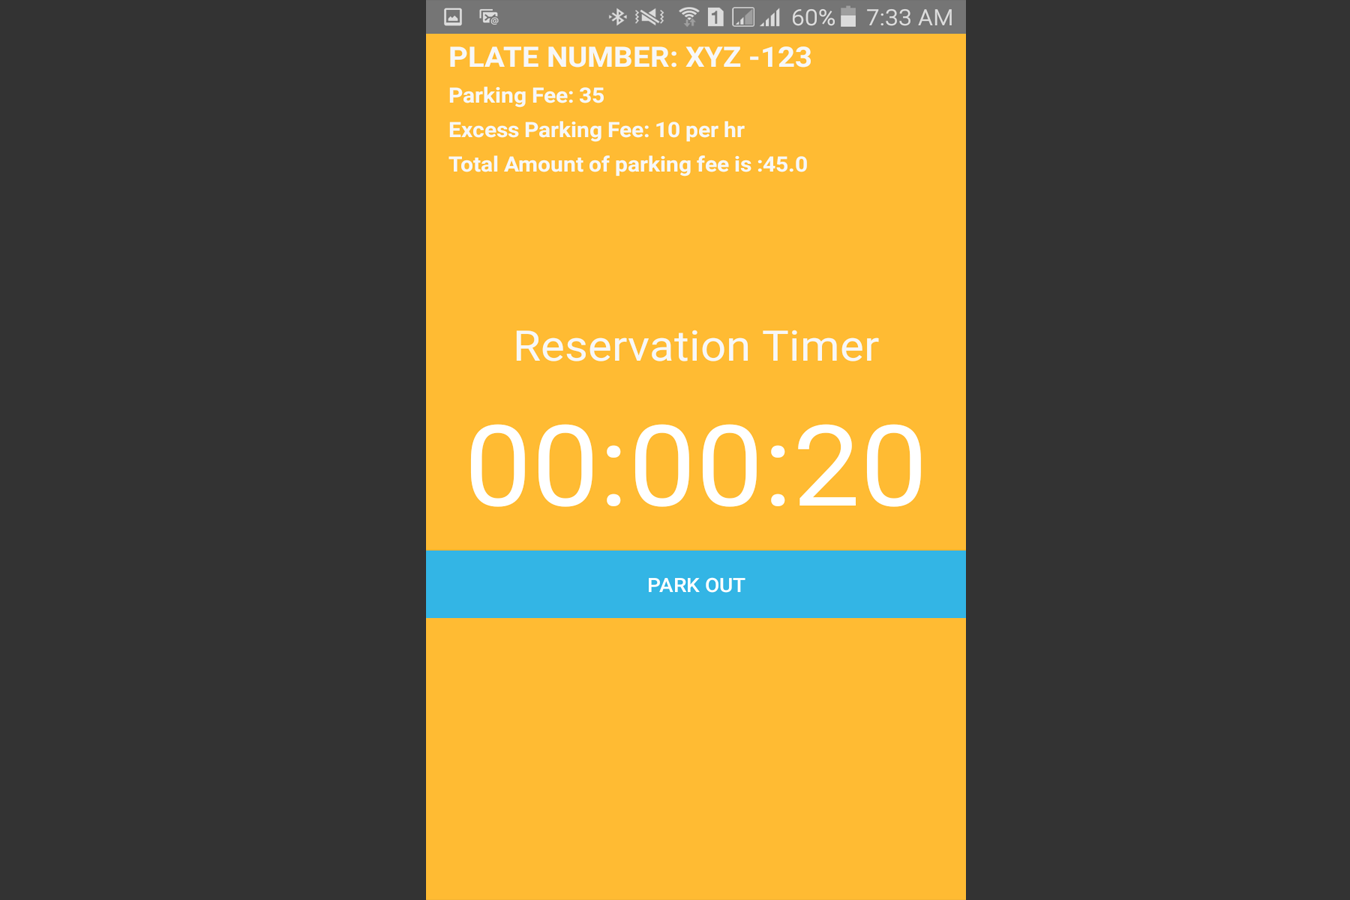 1 60% 7:33 AM
PLATE NUMBER: XYZ -123
Parking Fee: 35
Excess Parking Fee: 10 per hr
Total Amount of parking fee is :45.0
Reservation Timer
00:00:20
PARK OUT